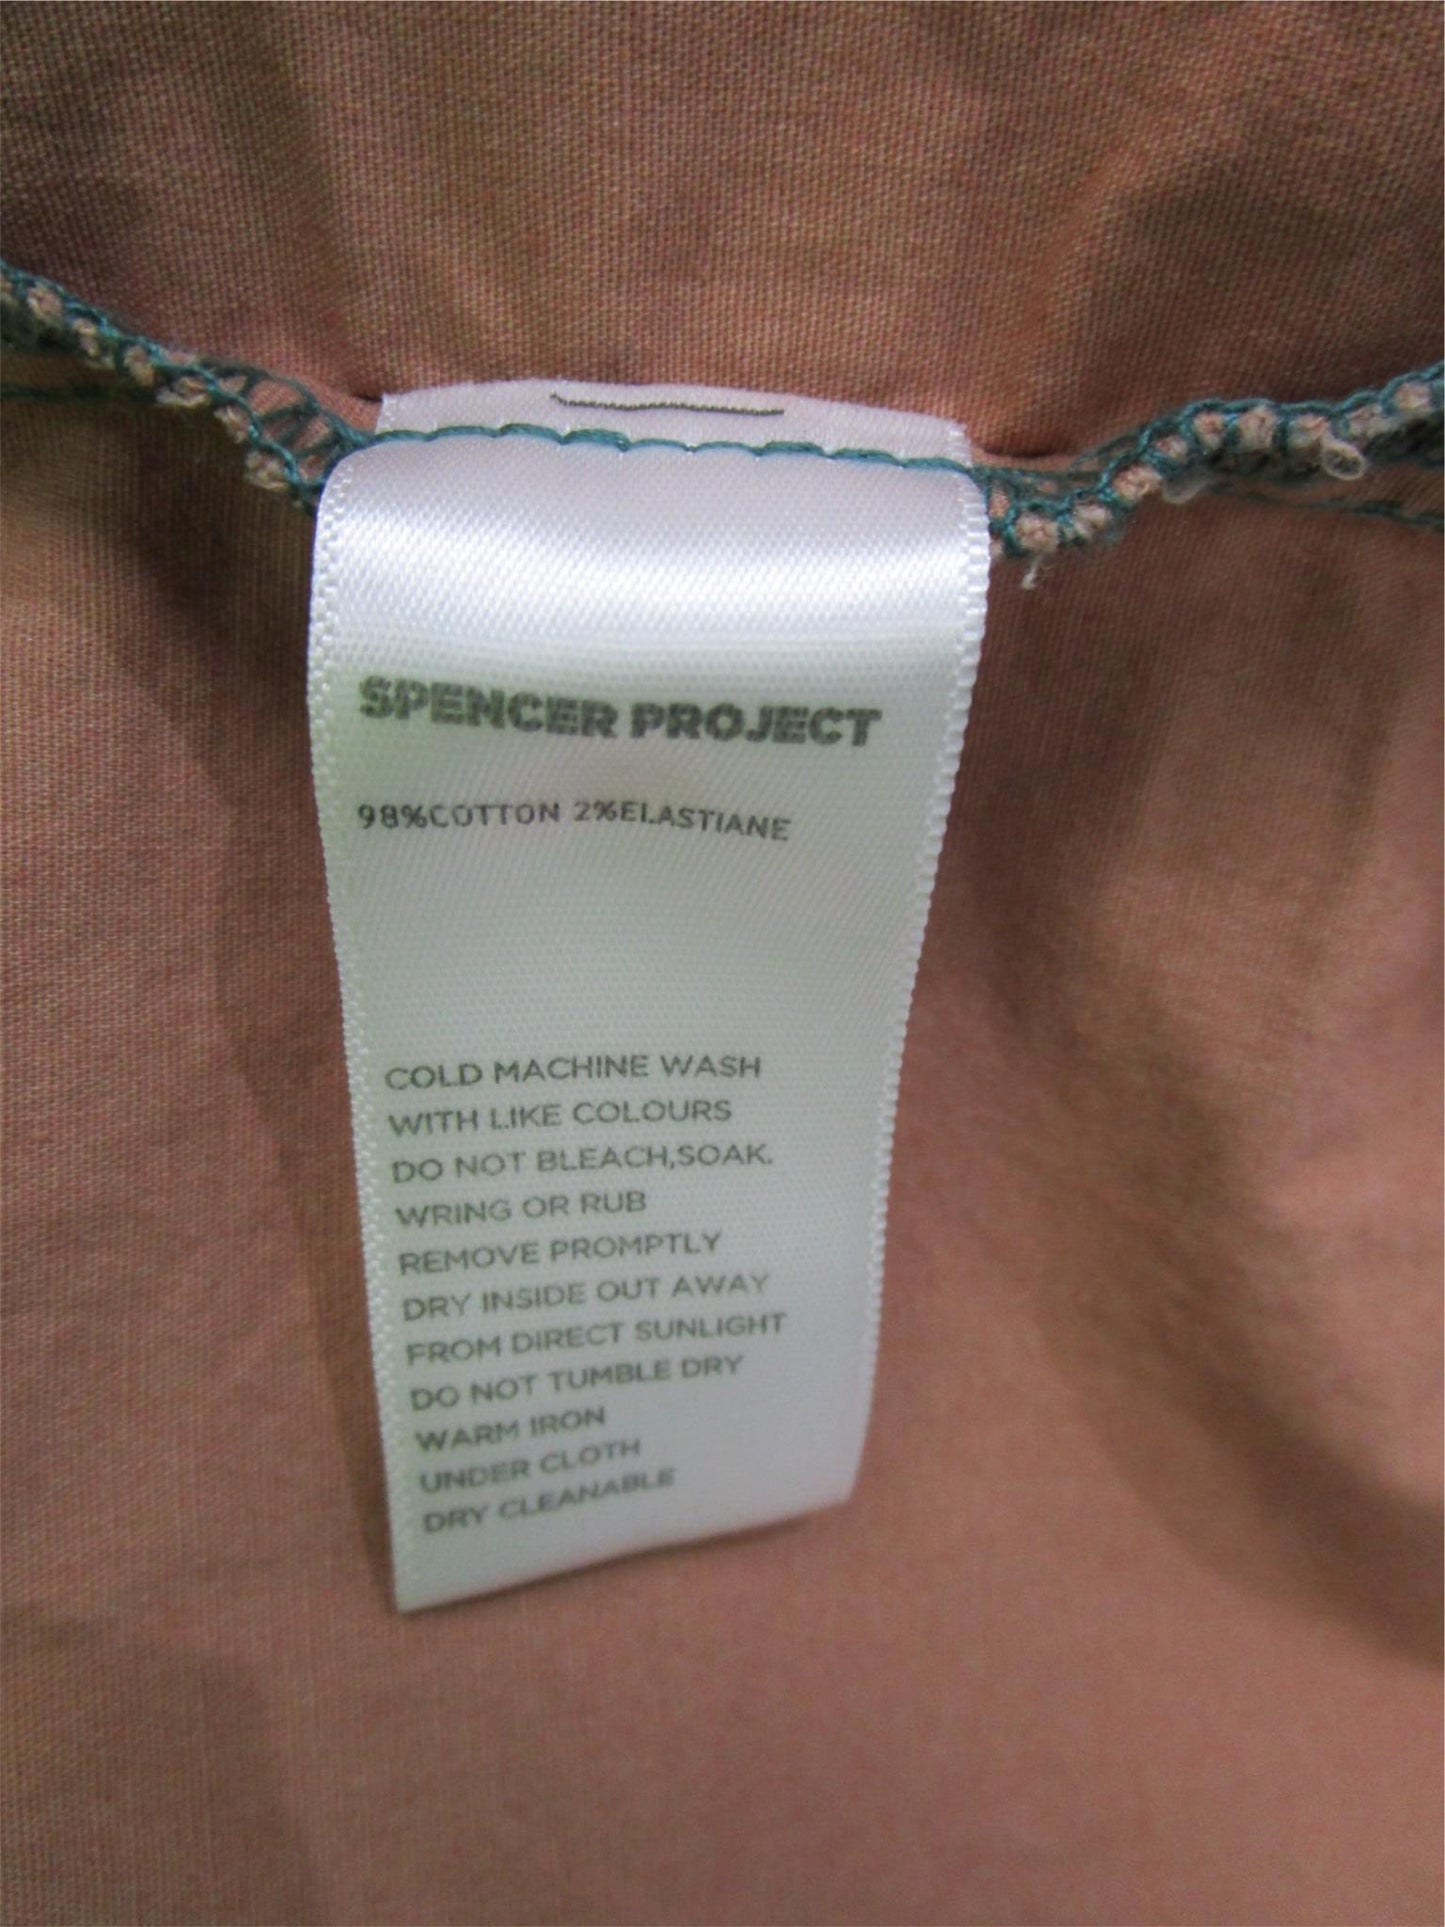 SPENCER PROJECT
98%COTTON 2%ELASTIANE
COLD MACHINE WASH
WITH LIKE COLOURS
DO NOT BLEACH,SOAK.
WRING OR RUB
REMOVE PROMPTLY
DRY INSIDE OUT AWAY
FROM DIRECT SUNLIGHT
DO NOT TUMBLE DRY
WARM IRON
UNDER CLOTH
DRY CLEANABLE